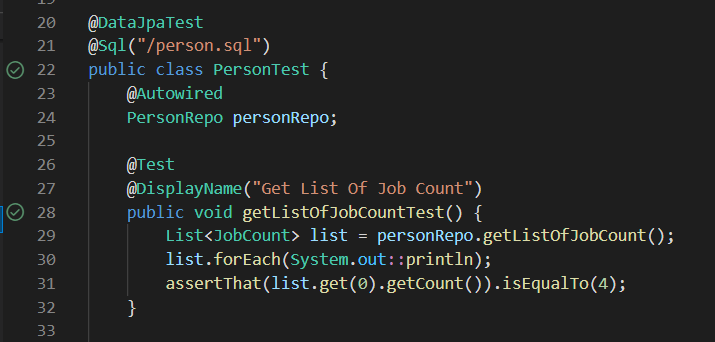 20 @DataJpaTest
21 @Sql("/person.sql")
22 public class PersonTest {
23 @Autowired
24 PersonRepo personRepo;
25
26 @Test
27 @DisplayName("Get List Of Job Count")
28 public void getListOfJobCountTest() {
29 List<JobCount> list = personRepo.getListOfJobCount();
30 list.forEach(System.out::println);
31 assertThat(list.get(0).getCount()).isEqualTo(4);
32 }
33